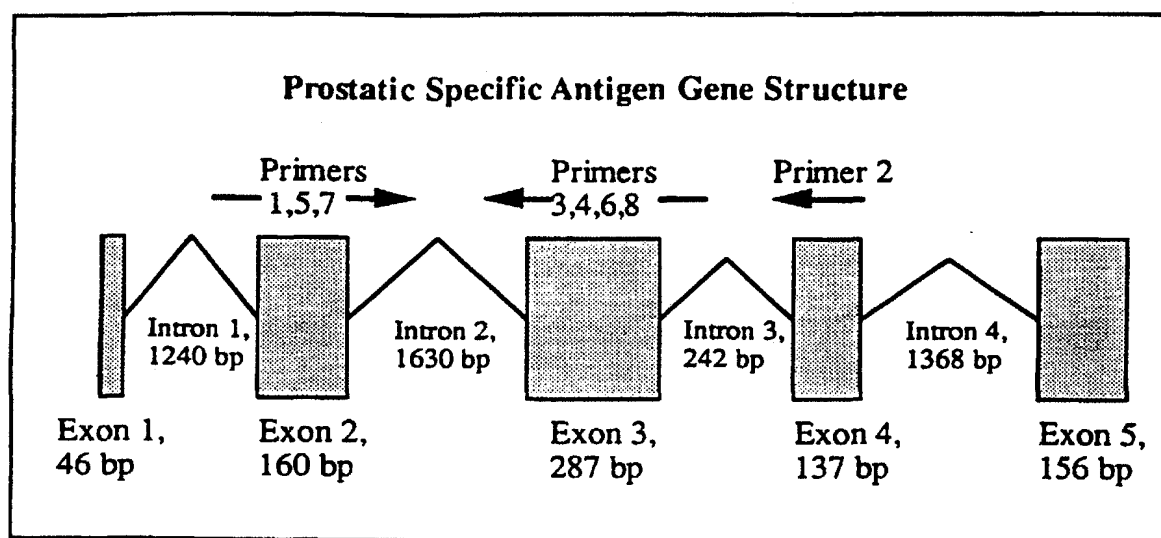 Prostatic Specific Antigen Gene Structure
Primers
1,5,7
Primers
3,4,6,8
Primer 2
Intron 1,
1240 bp
Intron 2,
1630 bp
Intron 3,
242 bp
Intron 4,
1368 bp
Exon 1,
46 bp
Exon 2,
160 bp
Exon 3,
287 bp
Exon 4,
137 bp
Exon 5,
156 bp